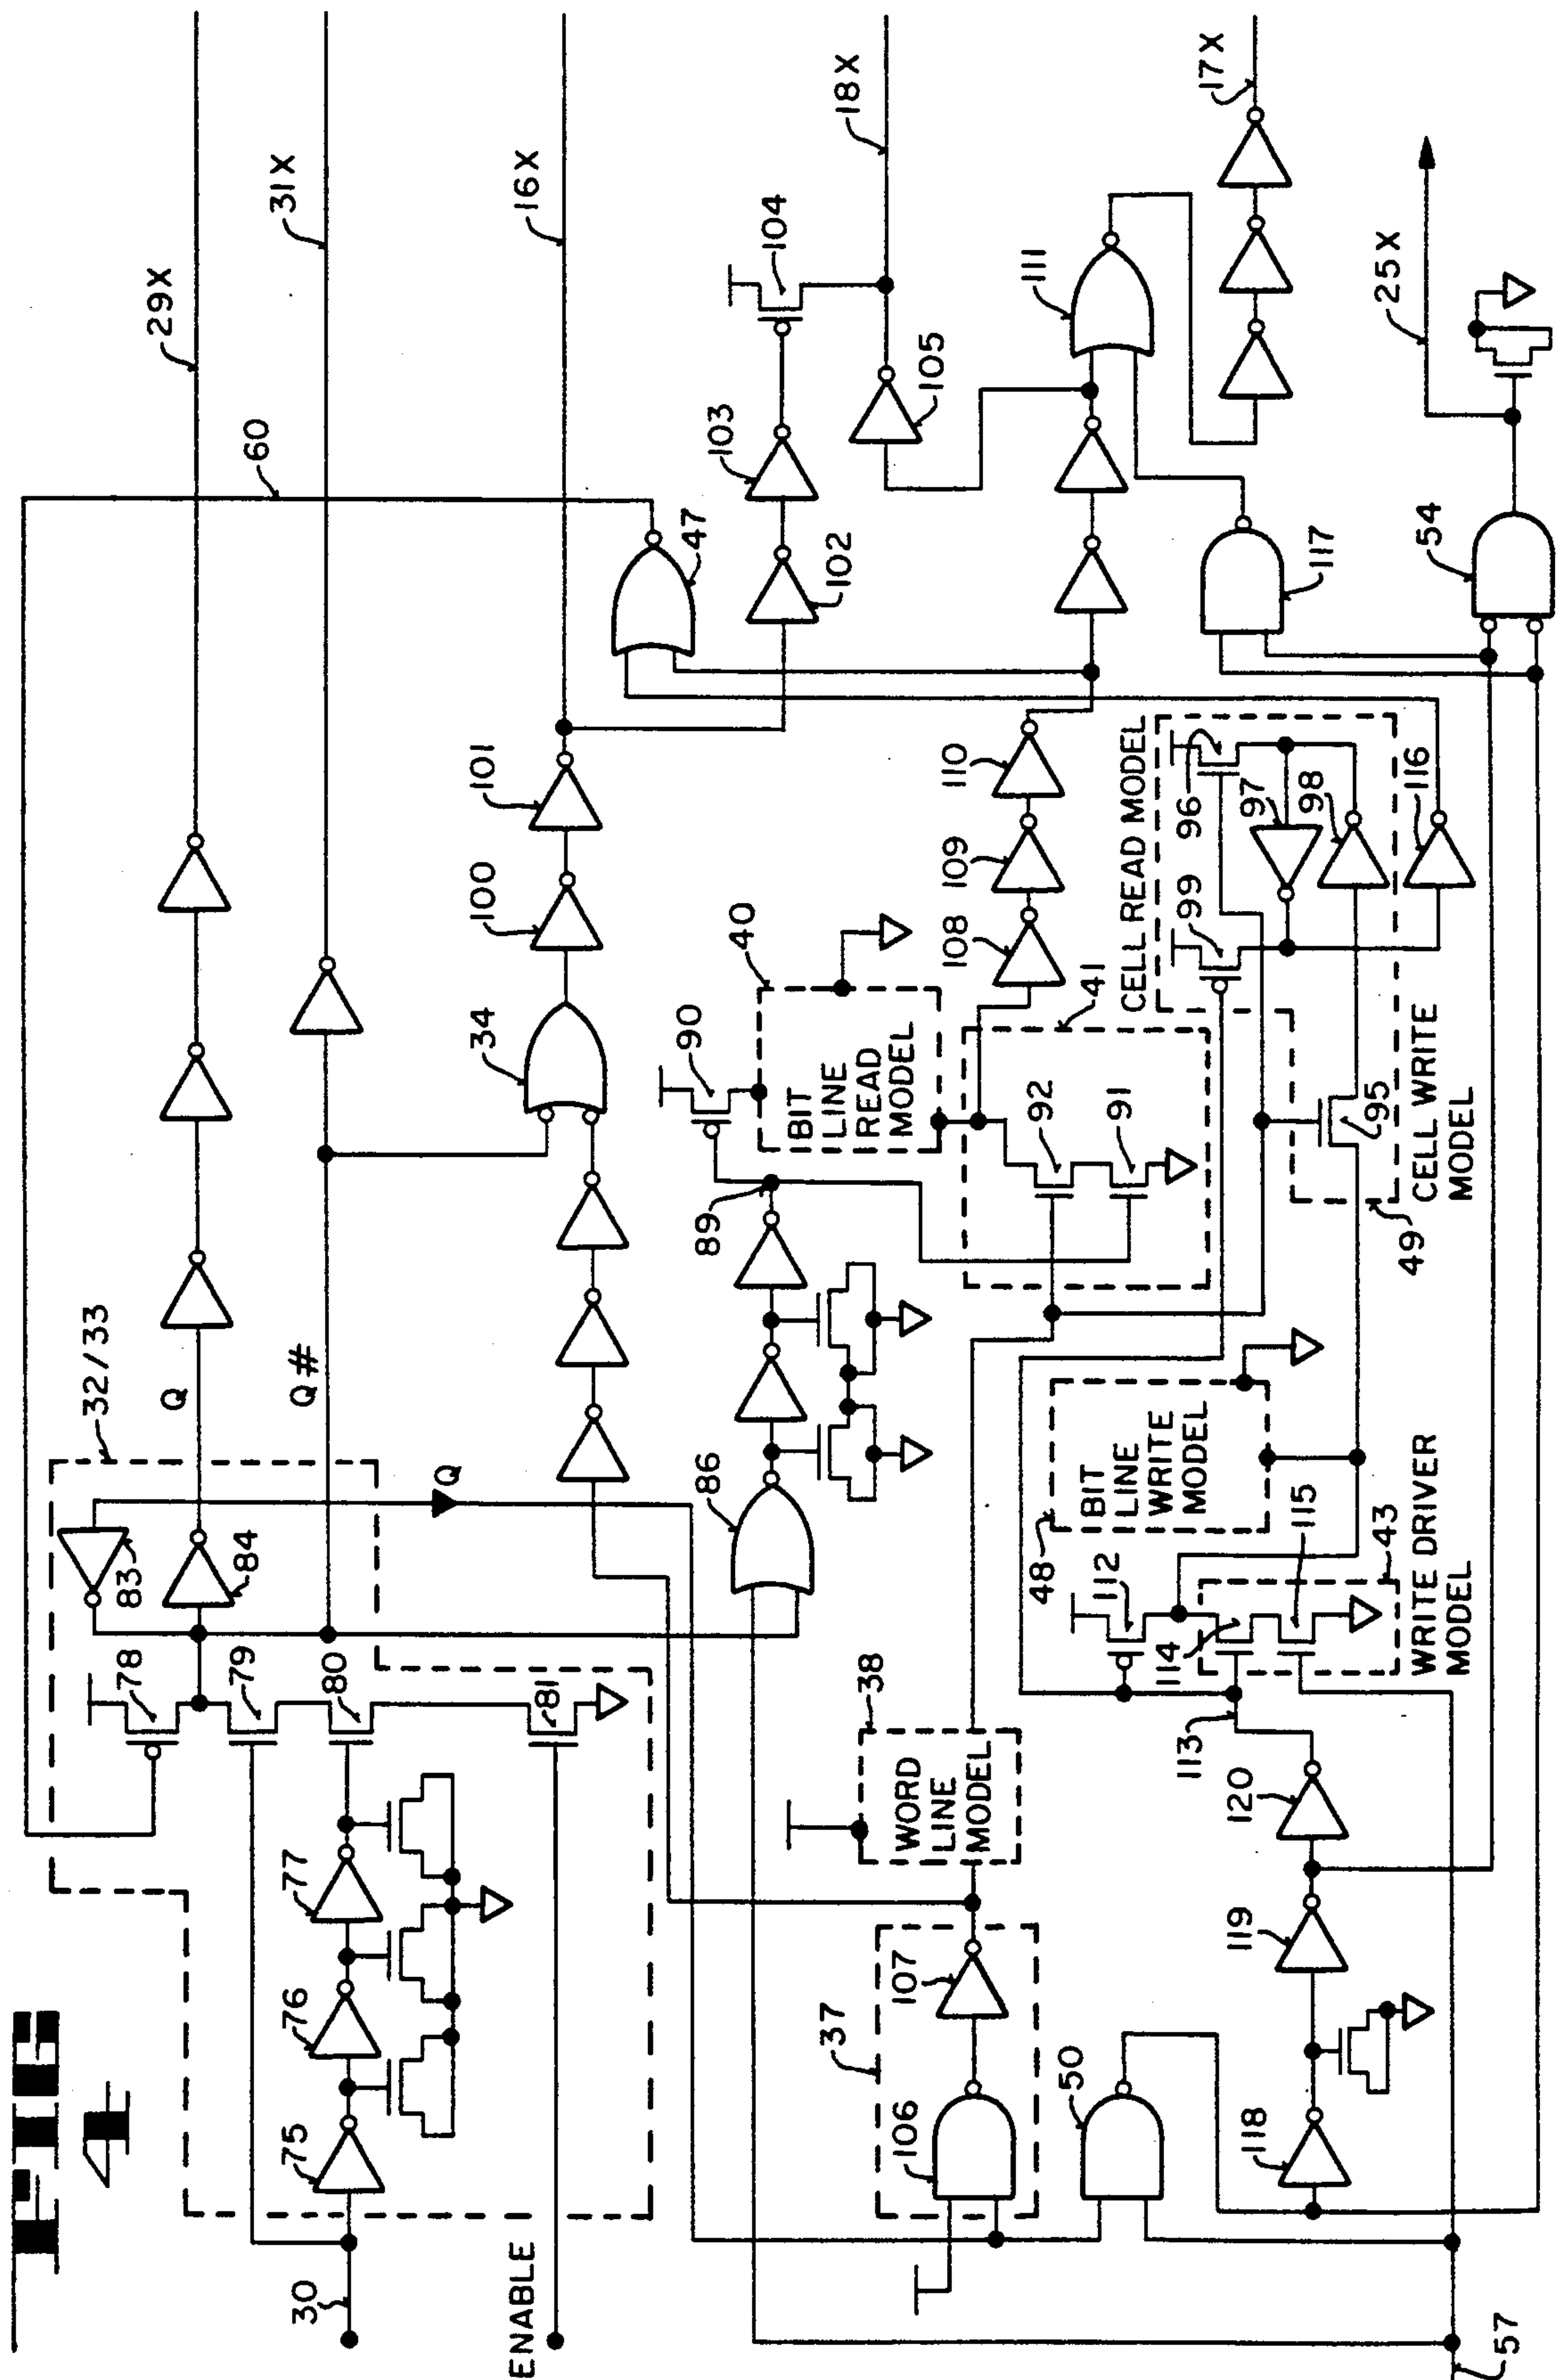 FIG
4
29X
31X
16X
18X
17X
25X
60
104
111
103
105
47
102
117
54
101
100
34
32/33
Q
Q#
Q
83
84
78
79
80
81
77
76
75
30
ENABLE
86
89
90
40
BIT
LINE
READ
MODEL
110
109
108
41
92
91
CELL READ MODEL
96
99
97
98
116
95
49
CELL WRITE
MODEL
48
BIT
LINE
WRITE
MODEL
112
115
43
WRITE DRIVER
MODEL
114
113
38
WORD
LINE
MODEL
37
107
106
50
120
119
118
57